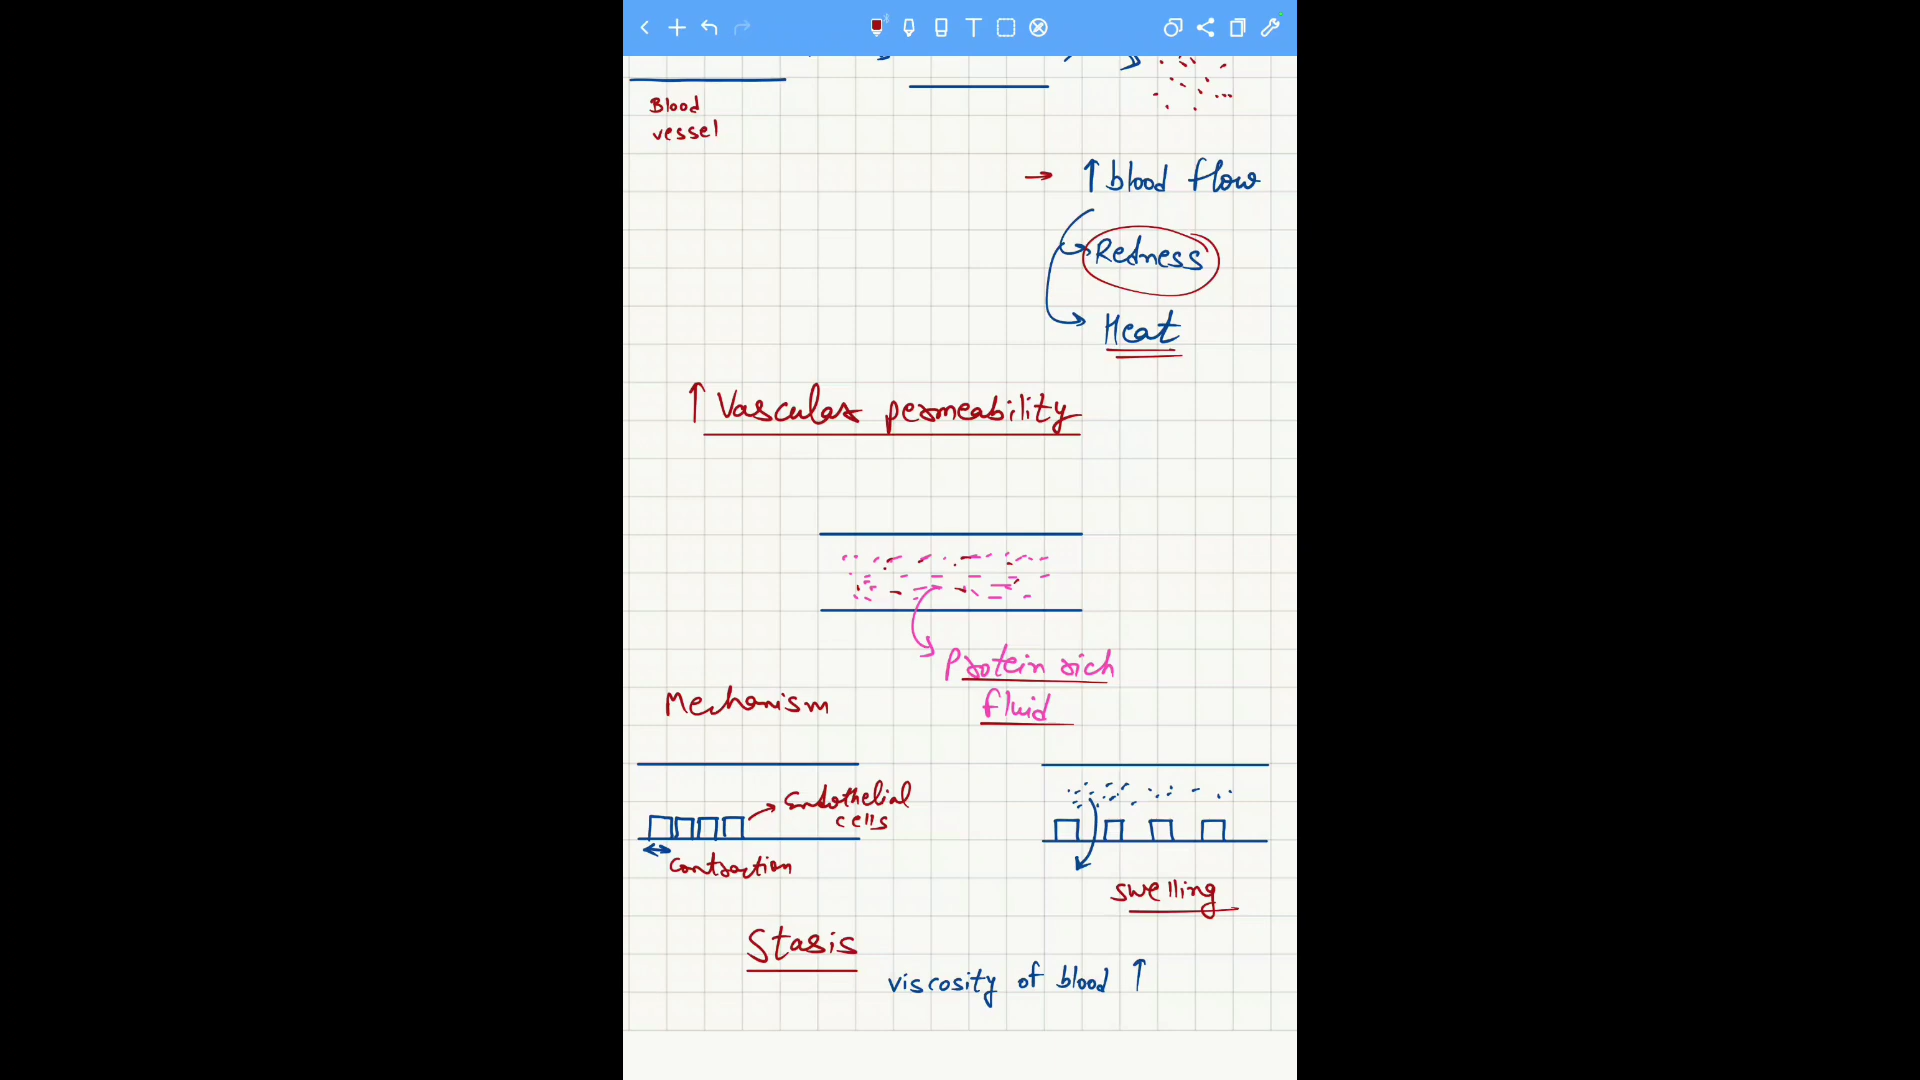 Blood
vessel
→ ↑ blood flow
Redness
Heat
↑ Vascular permeability
Protein rich
fluid
Mechanism
Endothelial
cells
contraction
swelling
Stasis
viscosity of blood ↑